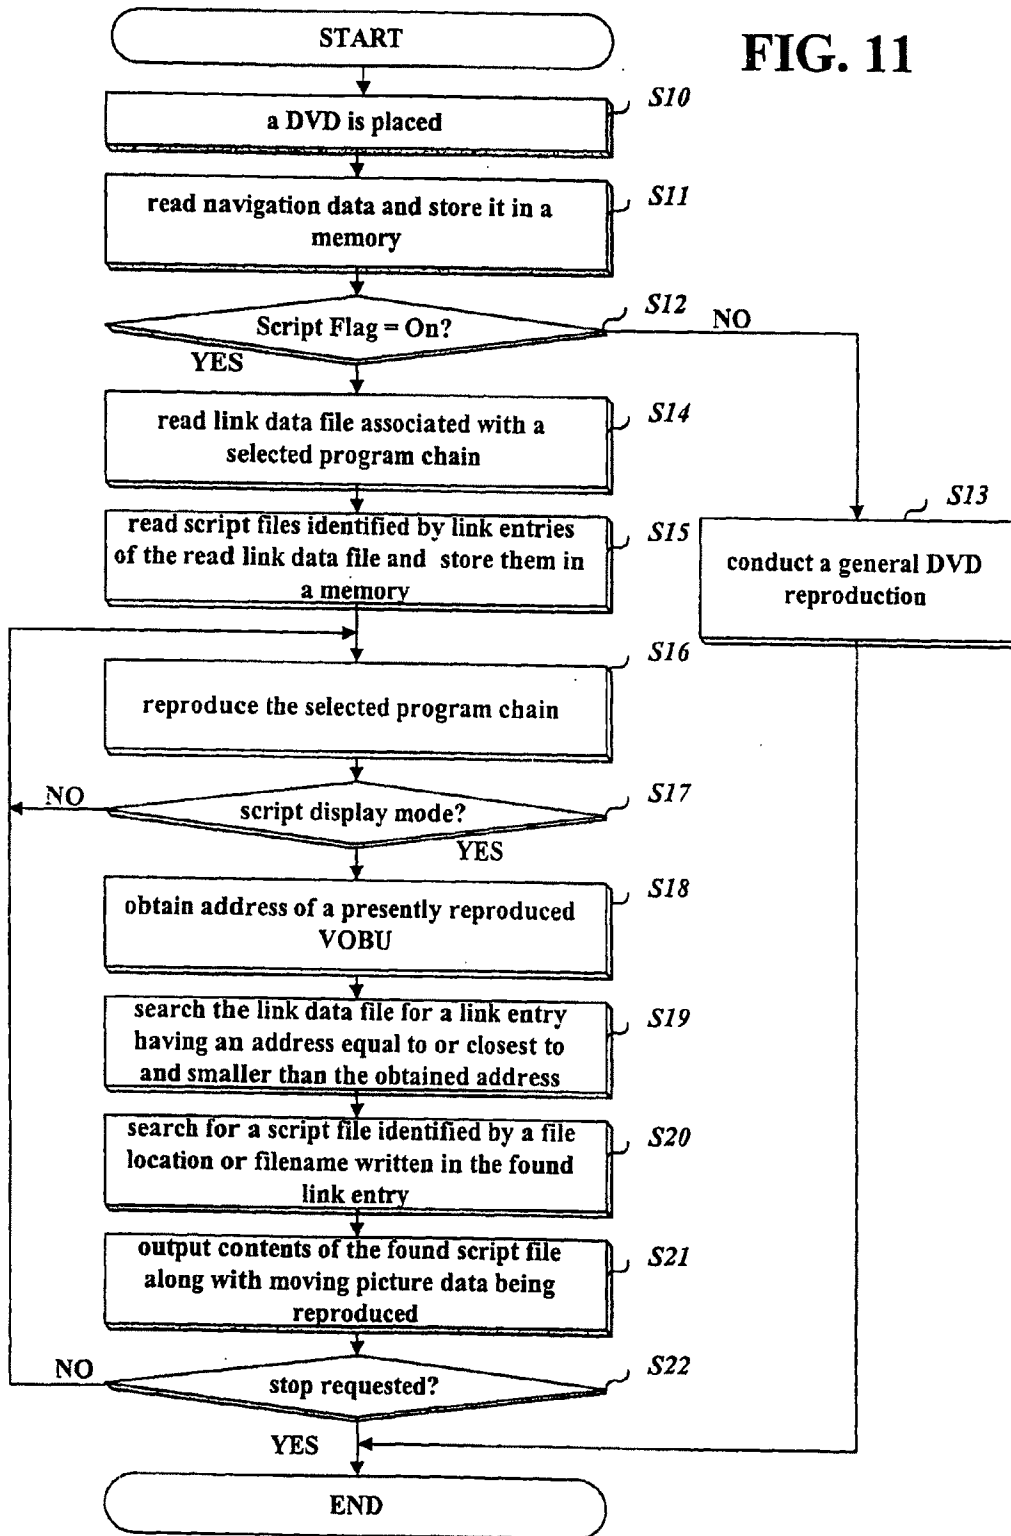 FIG. 11
START
S10
a DVD is placed
S11
read navigation data and store it in a
memory
S12
Script Flag = On?
NO
YES
S14
read link data file associated with a
selected program chain
S13
conduct a general DVD
reproduction
S15
read script files identified by link entries
of the read link data file and store them in
a memory
S16
reproduce the selected program chain
S17
script display mode?
NO
YES
S18
obtain address of a presently reproduced
VOBU
S19
search the link data file for a link entry
having an address equal to or closest to
and smaller than the obtained address
S20
search for a script file identified by a file
location or filename written in the found
link entry
S21
output contents of the found script file
along with moving picture data being
reproduced
S22
stop requested?
NO
YES
END